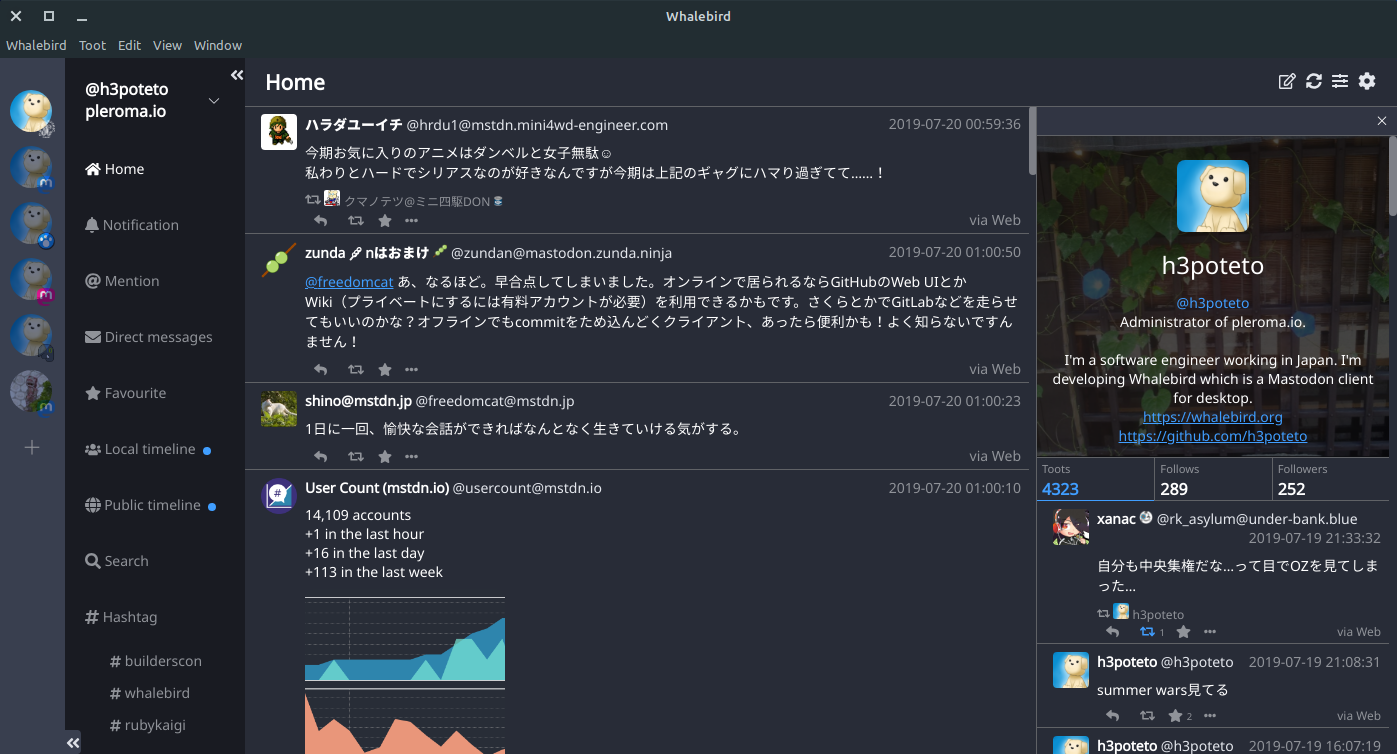 Whalebird
Whalebird Toot Edit View Window
@h3poteto
pleroma.io
Home
Notification
Mention
Direct messages
Favourite
Local timeline
Public timeline
Search
Hashtag
# builderscon
# whalebird
# rubykaigi
Home
ハラダユーイチ @hrdu1@mstdn.mini4wd-engineer.com 2019-07-20 00:59:36
今期お気に入りのアニメはダンベルと女子無駄☺
私わりとハードでシリアスなのが好きなんですが今期は上記のギャグにハマり過ぎてて……！
クマノテツ@ミニ四駆DON
via Web
zunda nはおまけ @zundan@mastodon.zunda.ninja 2019-07-20 01:00:50
@freedomcat あ、なるほど。早合点してしまいました。オンラインで居られるならGitHubのWeb UIとか
Wiki（プライベートにするには有料アカウントが必要）を利用できるかもです。さくらとかでGitLabなどを走らせ
てもいいのかな？オフラインでもcommitをため込んどくクライアント、あったら便利かも！よく知らないですん
ません！
via Web
shino@mstdn.jp @freedomcat@mstdn.jp 2019-07-20 01:00:23
1日に一回、愉快な会話ができればなんとなく生きていける気がする。
via Web
User Count (mstdn.io) @usercount@mstdn.io 2019-07-20 01:00:10
14,109 accounts
+1 in the last hour
+16 in the last day
+113 in the last week
h3poteto
@h3poteto
Administrator of pleroma.io.
I'm a software engineer working in Japan. I'm
developing Whalebird which is a Mastodon client
for desktop.
https://whalebird.org
https://github.com/h3poteto
Toots Follows Followers
4323 289 252
xanac @rk_asylum@under-bank.blue
2019-07-19 21:33:32
自分も中央集権だな…って目でOZを見てしま
った…
h3poteto
1 via Web
h3poteto @h3poteto 2019-07-19 21:08:31
summer wars見てる
2 via Web
h3poteto @h3poteto 2019-07-19 16:07:19